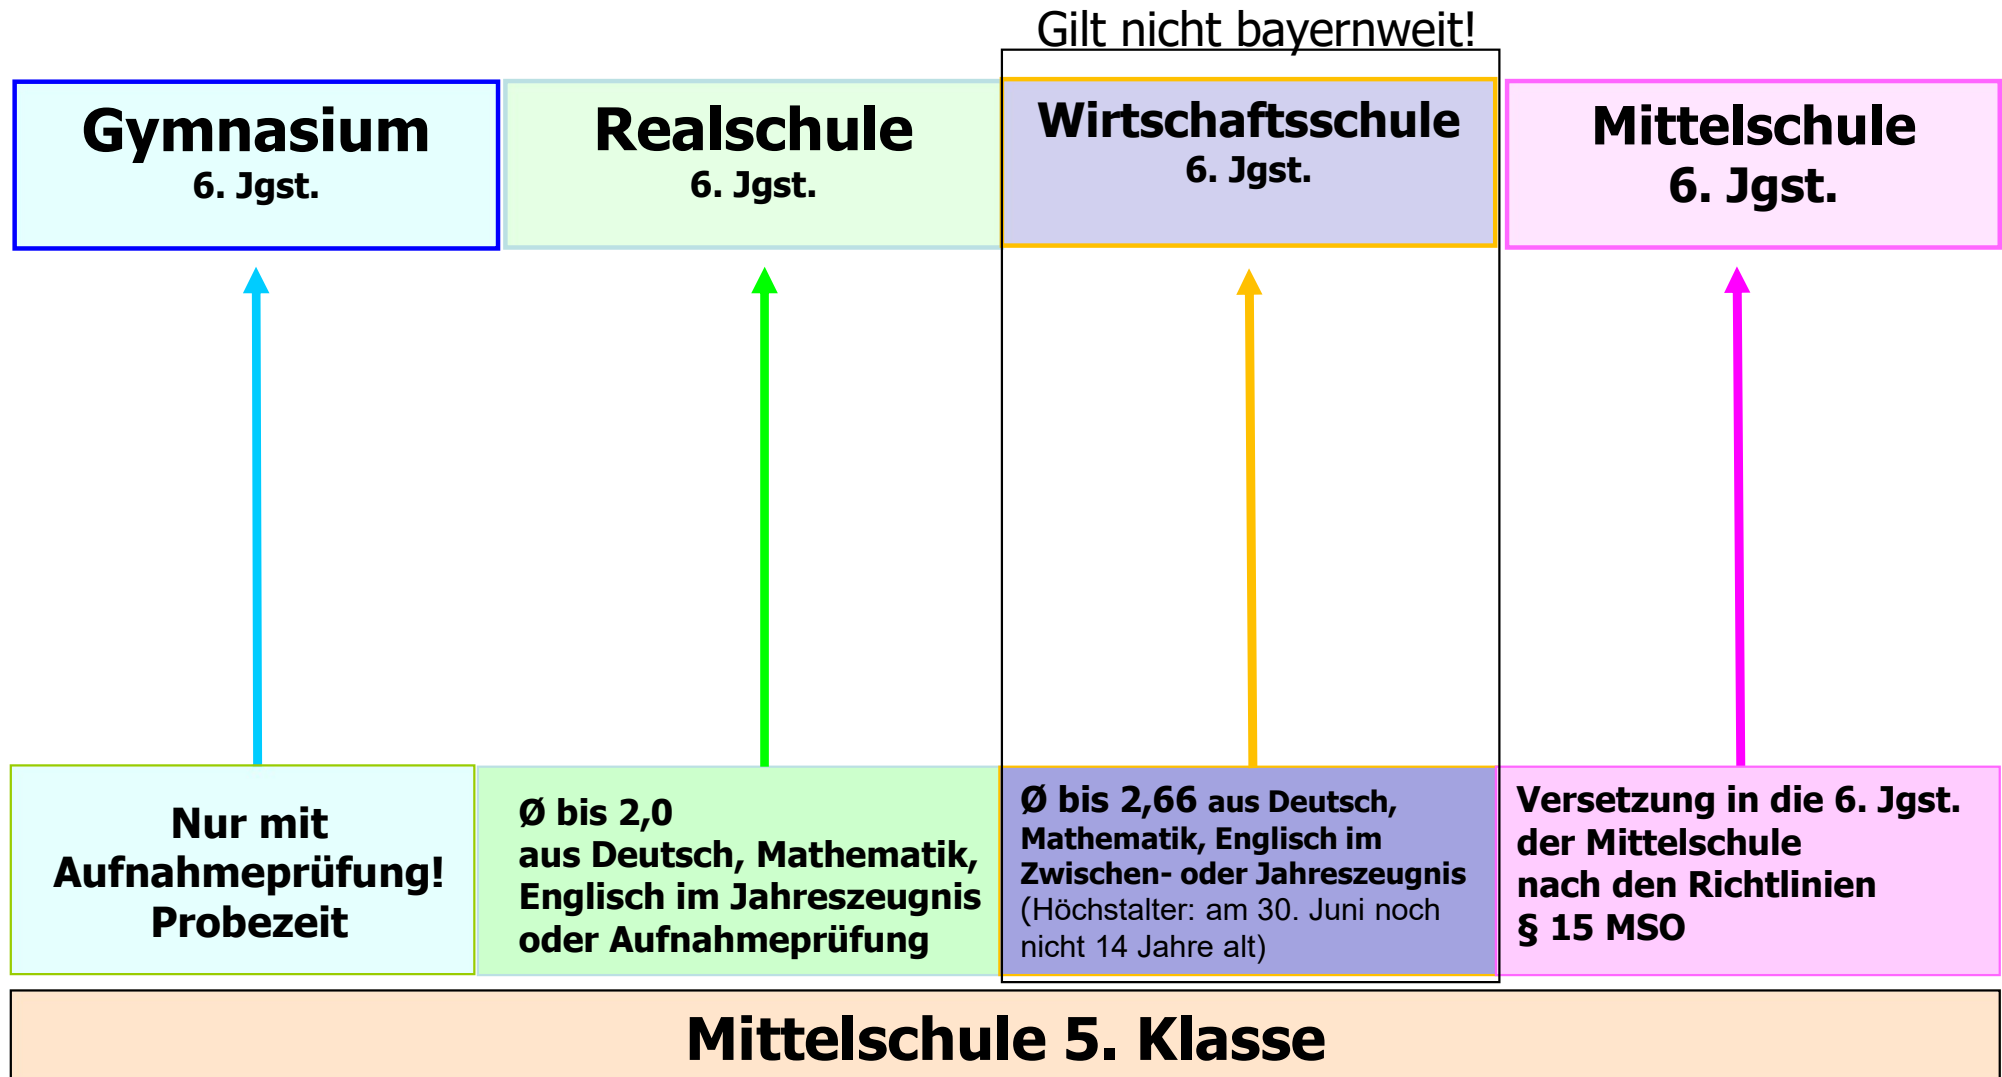 Gilt nicht bayernweit!
Gymnasium
6. Jgst.
Realschule
6. Jgst.
Wirtschaftsschule
6. Jgst.
Mittelschule
6. Jgst.
Nur mit
Aufnahmeprüfung!
Probezeit
Ø bis 2,0
aus Deutsch, Mathematik,
Englisch im Jahreszeugnis
oder Aufnahmeprüfung
Ø bis 2,66 aus Deutsch,
Mathematik, Englisch im
Zwischen- oder Jahreszeugnis
(Höchstalter: am 30. Juni noch
nicht 14 Jahre alt)
Versetzung in die 6. Jgst.
der Mittelschule
nach den Richtlinien
§ 15 MSO
Mittelschule 5. Klasse